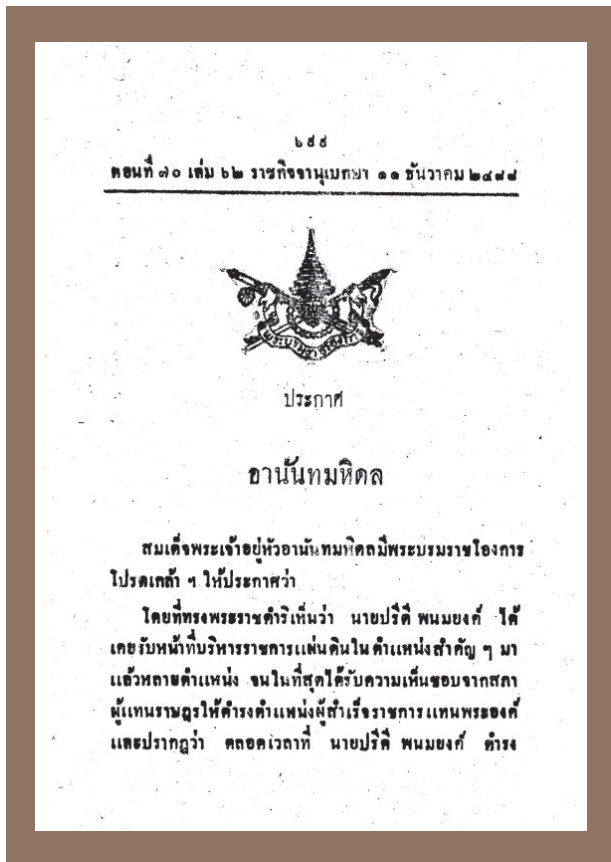 ๖๙๙
ตอนที่ ๗๐ เล่ม ๖๒ ราชกิจจานุเบกษา ๑๑ ธันวาคม ๒๔๘๘
ประกาศ
อานันทมหิดล
สมเด็จพระเจ้าอยู่หัวอานันทมหิดลมีพระบรมราชโองการ
โปรดเกล้า ฯ ให้ประกาศว่า
โดยที่ทรงพระราชดำริเห็นว่า นายปรีดี พนมยงค์ ได้
เคยรับหน้าที่บริหารราชการแผ่นดินในตำแหน่งสำคัญ ๆ มา
แล้วหลายตำแหน่ง จนในที่สุดได้รับความเห็นชอบจากสภา
ผู้แทนราษฎรให้ดำรงตำแหน่งผู้สำเร็จราชการแทนพระองค์
และปรากฏว่า ตลอดเวลาที่ นายปรีดี พนมยงค์ ดำรง